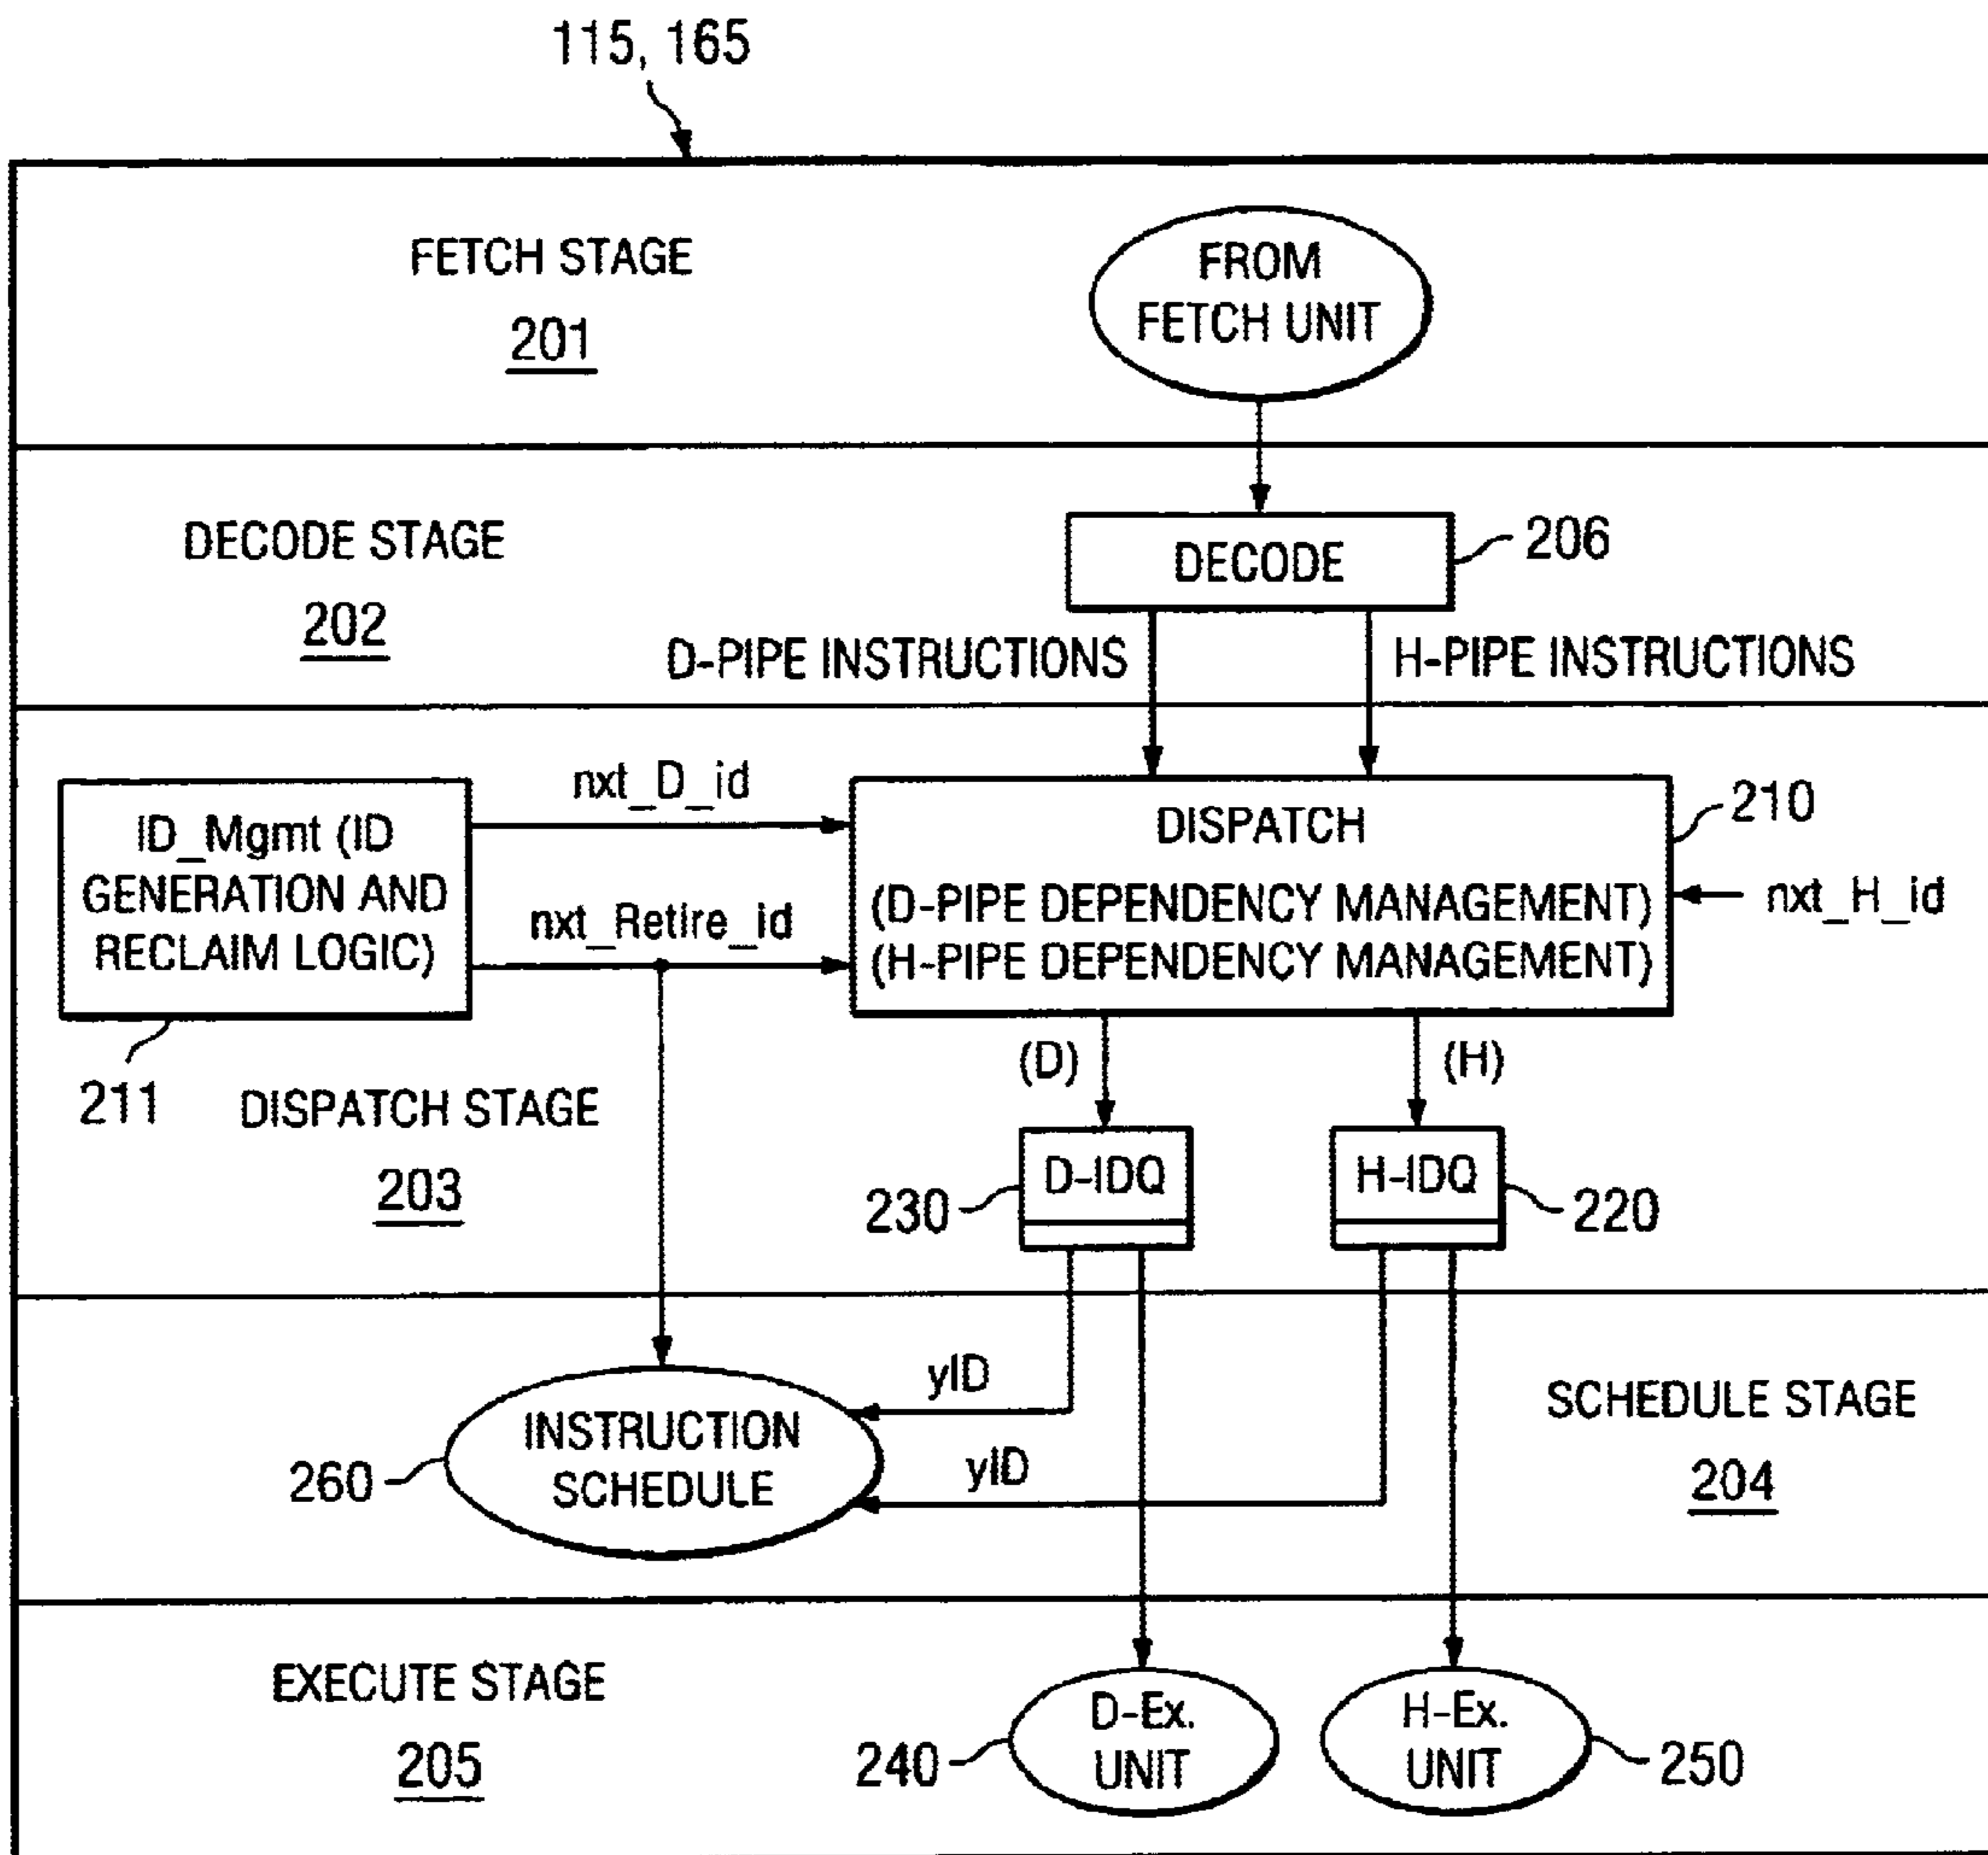 115, 165
FETCH STAGE
201
FROM
FETCH UNIT
DECODE STAGE
202
DECODE
206
D-PIPE INSTRUCTIONS
H-PIPE INSTRUCTIONS
ID_Mgmt (ID
GENERATION AND
RECLAIM LOGIC)
211
nxt_D_id
nxt_Retire_id
DISPATCH
(D-PIPE DEPENDENCY MANAGEMENT)
(H-PIPE DEPENDENCY MANAGEMENT)
210
nxt_H_id
DISPATCH STAGE
203
(D)
(H)
D-IDQ
230
H-IDQ
220
yID
yID
INSTRUCTION
SCHEDULE
260
SCHEDULE STAGE
204
EXECUTE STAGE
205
D-Ex.
UNIT
240
H-Ex.
UNIT
250